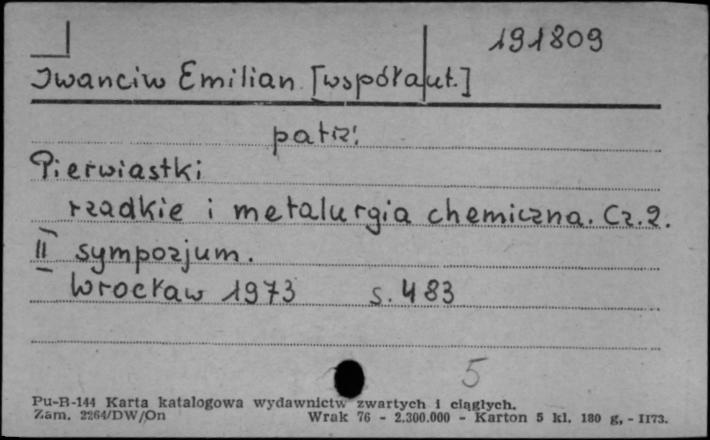 191809
Iwanciw Emilian [współaut.]
patrz:
Pierwiastki
rzadkie i metalurgia chemiczna. Cz. 2.
II sympozjum.
Wrocław 1973 s. 483
5
Pu-B-144 Karta katalogowa wydawnictw zwartych i ciągłych.
Zam. 2264/DW/On Wrak 76 - 2.300.000 - Karton 5 kl. 180 g, - II73.